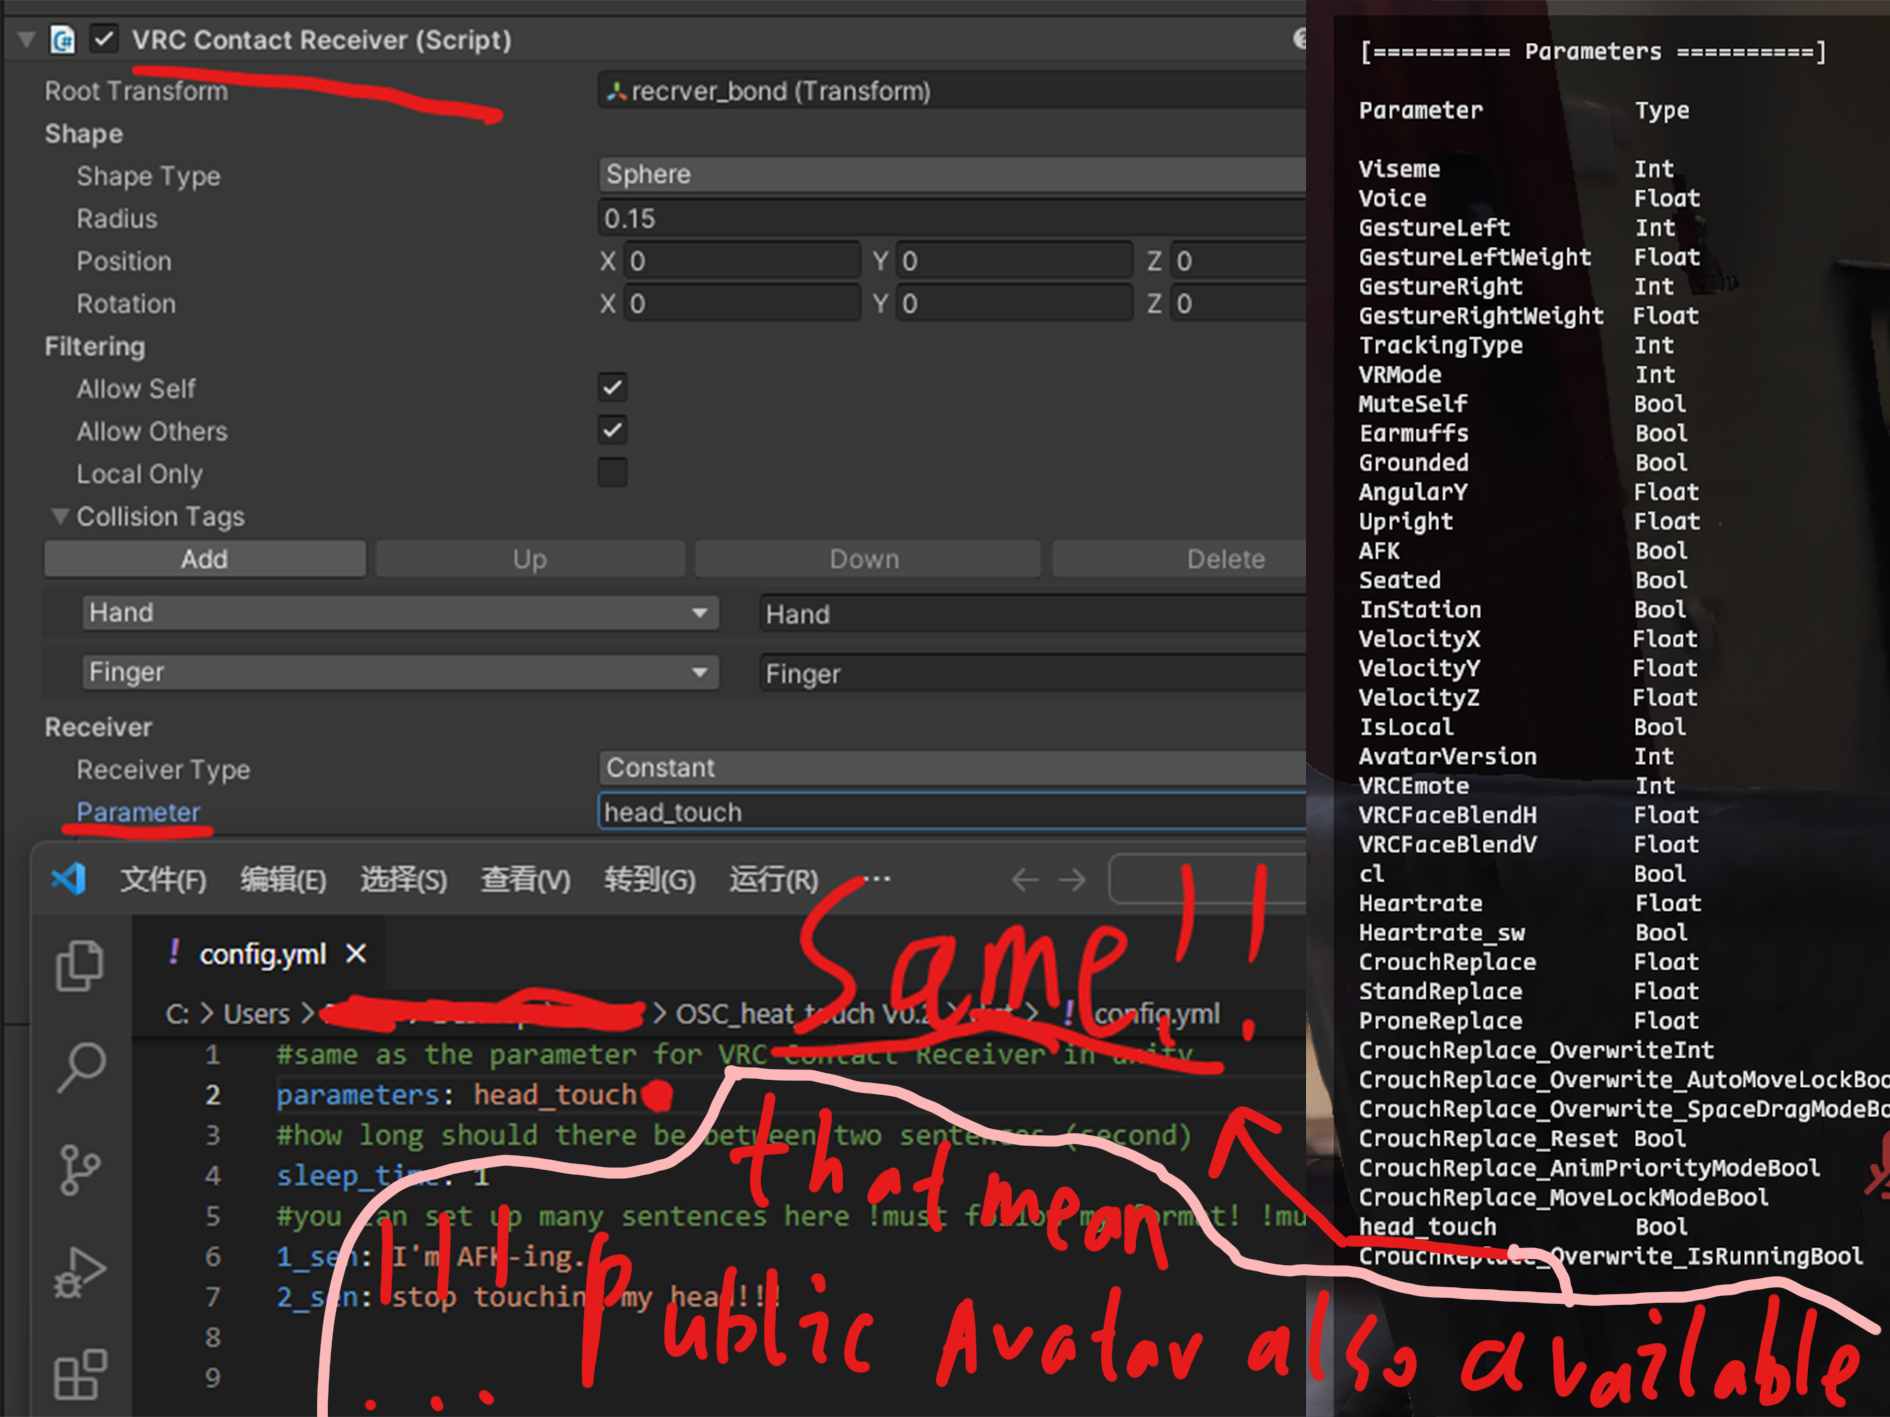 VRC Contact Receiver (Script)
Root Transform recrver_bond (Transform)
Shape
Shape Type Sphere
Radius 0.15
Position X 0 Y 0 Z 0
Rotation X 0 Y 0 Z 0
Filtering
Allow Self
Allow Others
Local Only
Collision Tags
Add Up Down Delete
Hand Hand
Finger Finger
Receiver
Receiver Type Constant
Parameter head_touch
文件(F) 编辑(E) 选择(S) 查看(V) 转到(G) 运行(R) ...
! config.yml ×
C: > Users > > OSC_heat_touch V0.2 > > ! config.yml
1 #same as the parameter for VRC Contact Receiver in unity
2 parameters: head_touch
3 #how long should there be between two sentences (second)
4 sleep_time: 1
5 #you can set up many sentences here !must follow my format! !mu
6 1_sen: I'm AFK-ing.
7 2_sen: stop touching my head!!!
8
9
Same!!
!!! that mean
public Avatar also available
...
[========== Parameters ==========]
Parameter Type
Viseme Int
Voice Float
GestureLeft Int
GestureLeftWeight Float
GestureRight Int
GestureRightWeight Float
TrackingType Int
VRMode Int
MuteSelf Bool
Earmuffs Bool
Grounded Bool
AngularY Float
Upright Float
AFK Bool
Seated Bool
InStation Bool
VelocityX Float
VelocityY Float
VelocityZ Float
IsLocal Bool
AvatarVersion Int
VRCEmote Int
VRCFaceBlendH Float
VRCFaceBlendV Float
cl Bool
Heartrate Float
Heartrate_sw Bool
CrouchReplace Float
StandReplace Float
ProneReplace Float
CrouchReplace_OverwriteInt
CrouchReplace_Overwrite_AutoMoveLockBoo
CrouchReplace_Overwrite_SpaceDragModeBo
CrouchReplace_Reset Bool
CrouchReplace_AnimPriorityModeBool
CrouchReplace_MoveLockModeBool
head_touch Bool
CrouchReplace_Overwrite_IsRunningBool